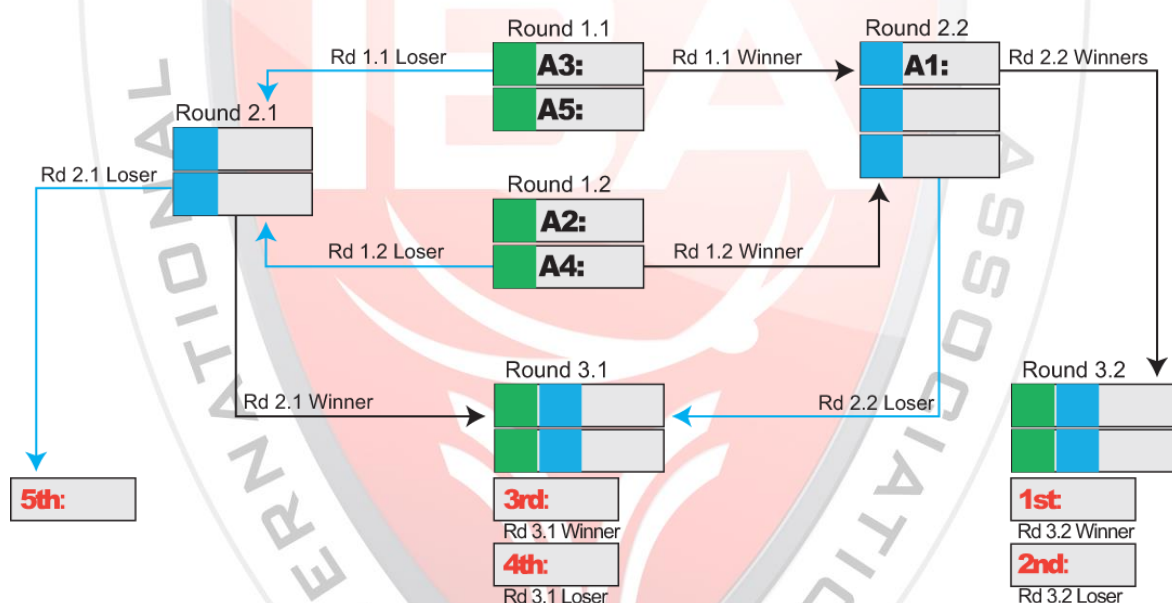 Round 1.1
Round 2.2
Rd 1.1 Loser
A3:
Rd 1.1 Winner
A1:
Rd 2.2 Winners
A5:
Round 2.1
Rd 2.1 Loser
Round 1.2
A2:
Rd 1.2 Loser
A4:
Rd 1.2 Winner
Round 3.1
Round 3.2
Rd 2.1 Winner
Rd 2.2 Loser
5th:
3rd:
Rd 3.1 Winner
4th:
Rd 3.1 Loser
1st:
Rd 3.2 Winner
2nd:
Rd 3.2 Loser
IBA
ERNATIONAL
ASSOCIATIO